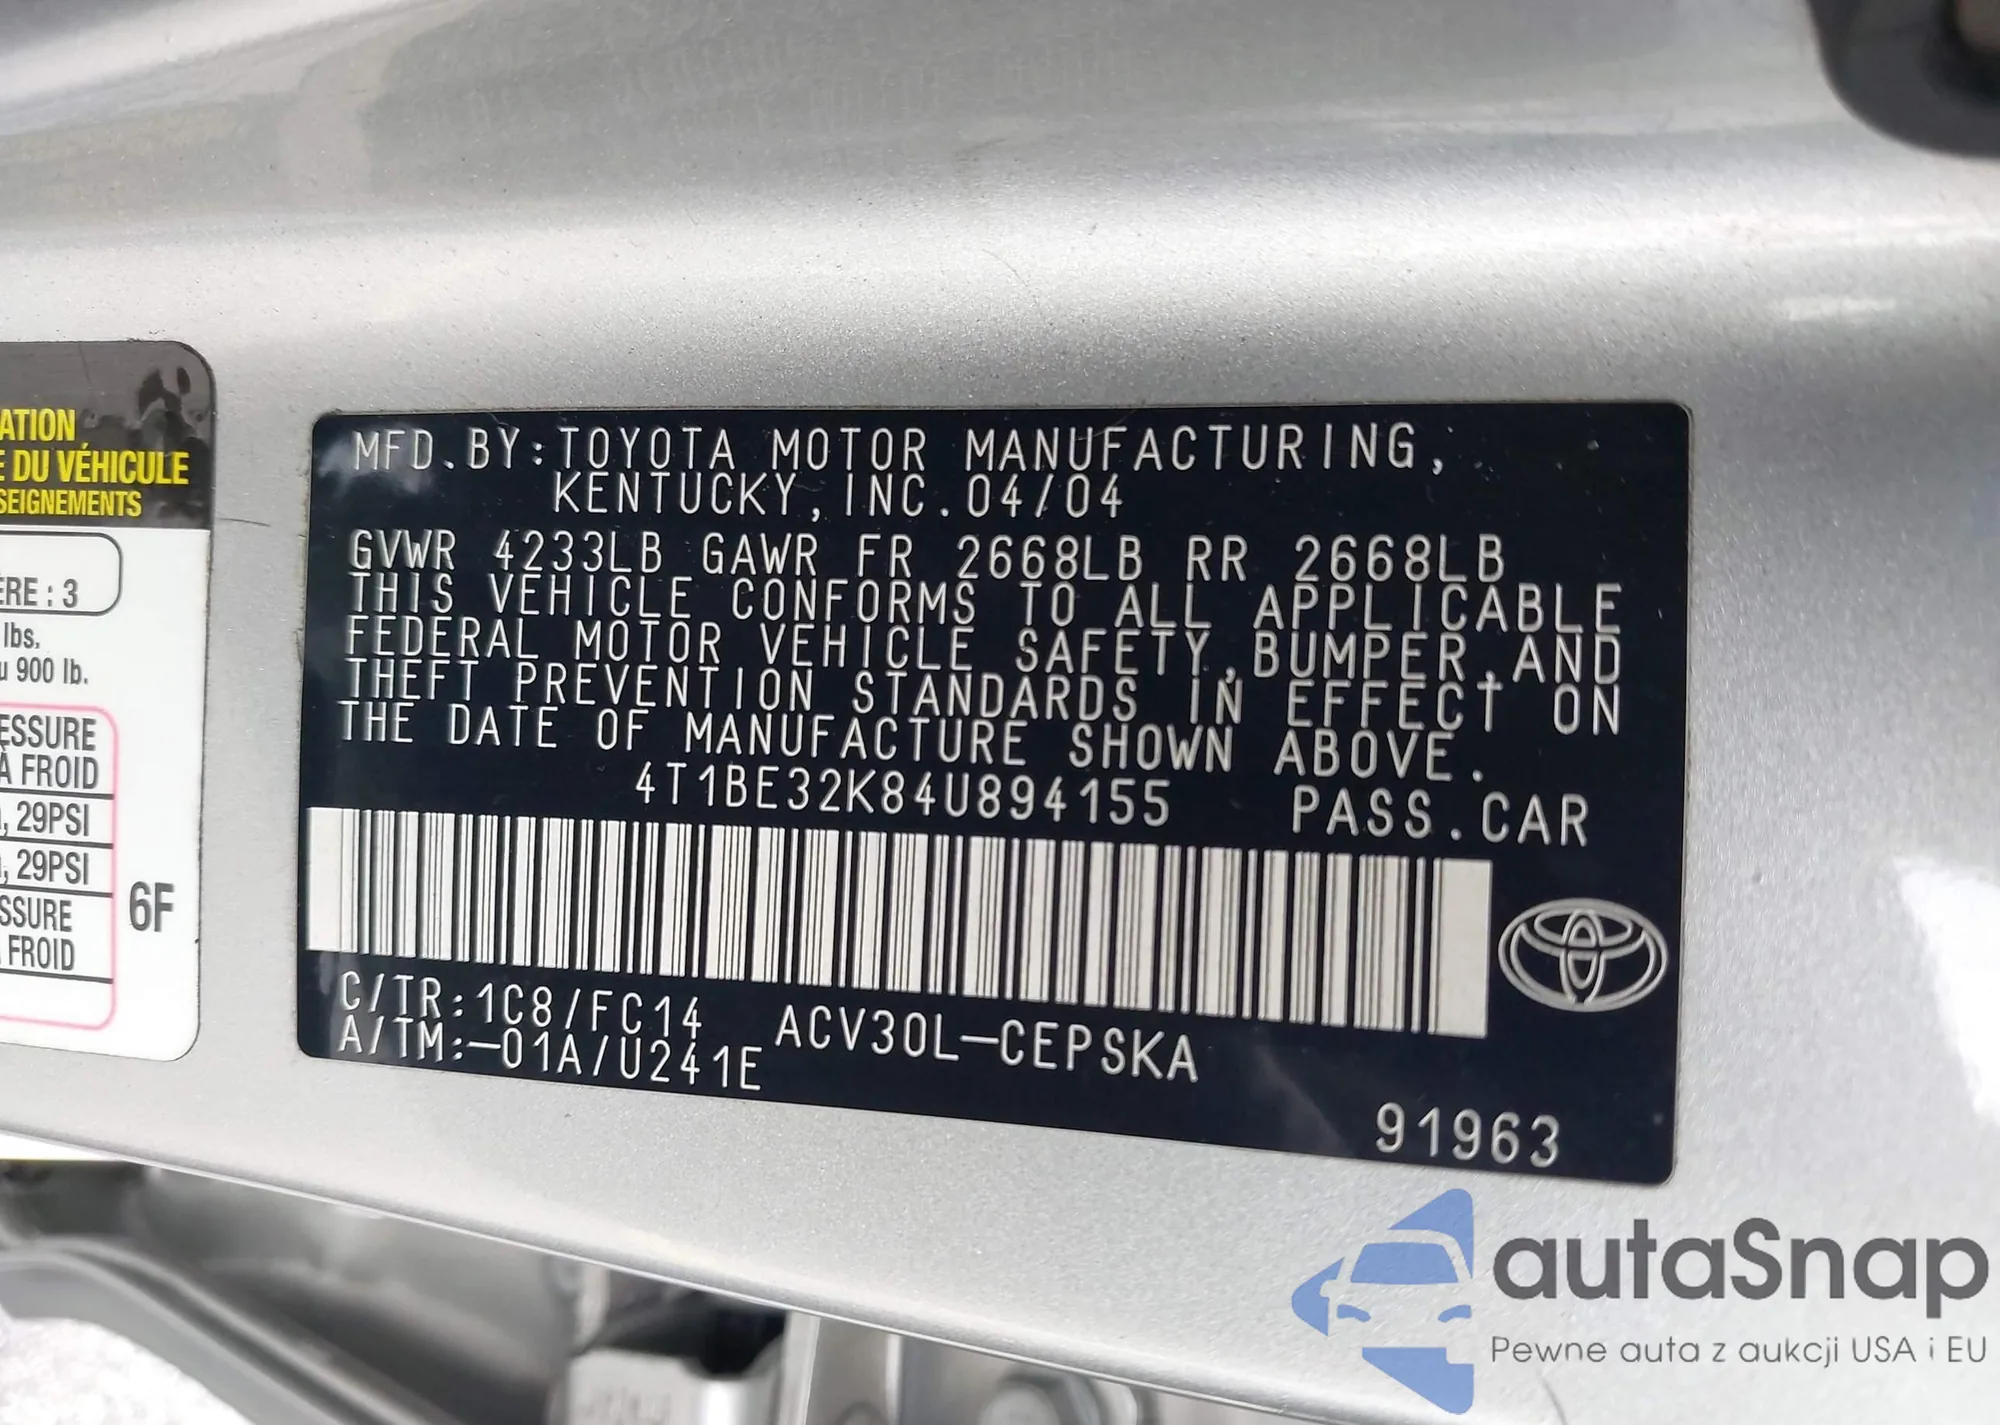 ATION
E DU VÉHICULE
SEIGNEMENTS
ÈRE : 3
lbs.
u 900 lb.
ESSURE
À FROID
, 29PSI
, 29PSI
SSURE
FROID
6F
MFD.BY:TOYOTA MOTOR MANUFACTURING,
KENTUCKY,INC.04/04
GVWR 4233LB GAWR FR 2668LB RR 2668LB
THIS VEHICLE CONFORMS TO ALL APPLICABLE
FEDERAL MOTOR VEHICLE SAFETY,BUMPER,AND
THEFT PREVENTION STANDARDS IN EFFECT ON
THE DATE OF MANUFACTURE SHOWN ABOVE.
4T1BE32K84U894155 PASS.CAR
C/TR:1C8/FC14 ACV30L-CEPSKA
A/TM:-01A/U241E
91963
autaSnap
Pewne auta z aukcji USA i EU